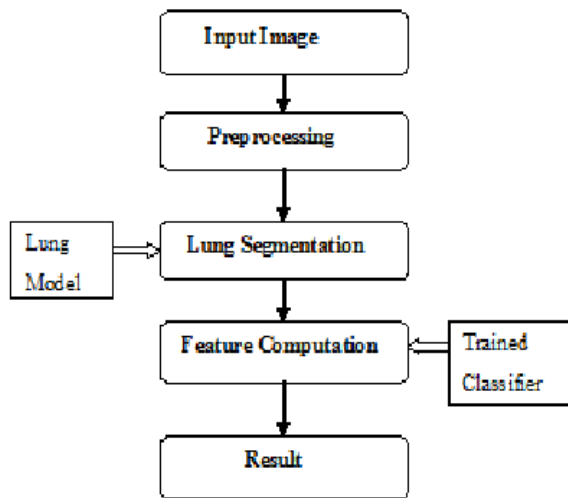 Input Image
Preprocessing
Lung
Model
Lung Segmentation
Feature Computation
Trained
Classifier
Result